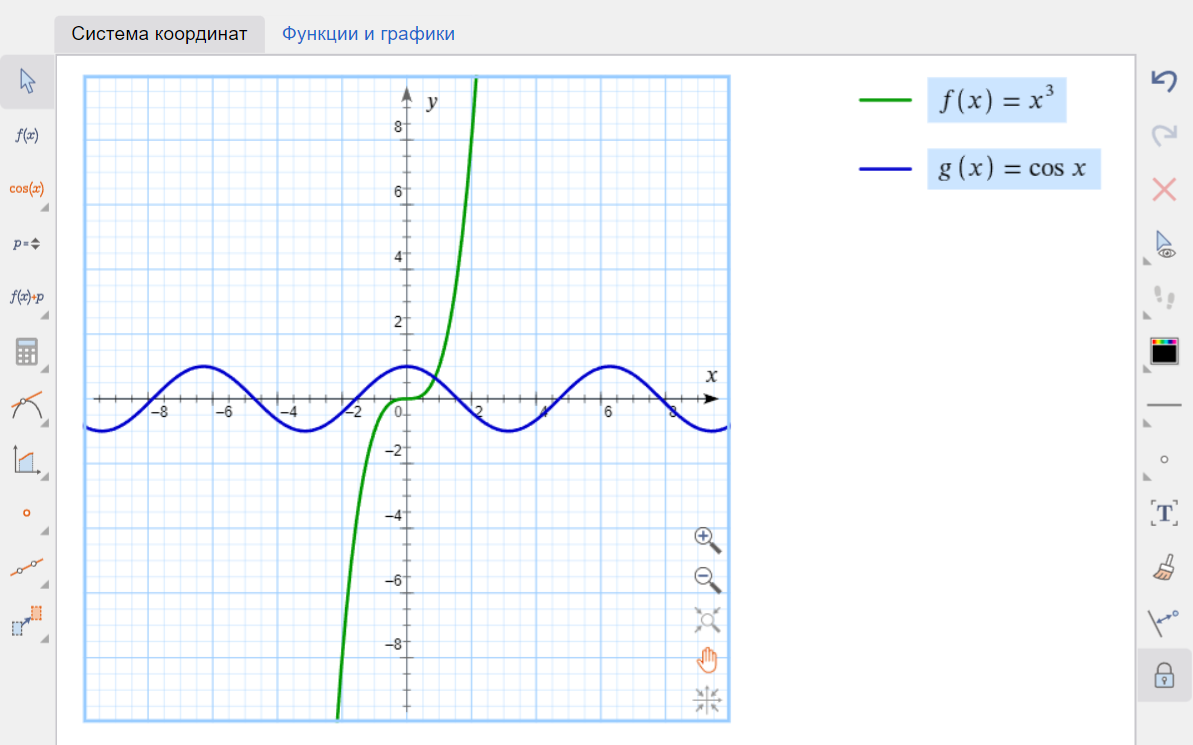 Система координат
Функции и графики
f(x)
cos(x)
p=
f(x)+p
y
8
6
4
2
x
−8
−6
−4
−2
0
2
4
6
8
−2
−4
−6
−8
f(x) = x³
g(x) = cos x
T